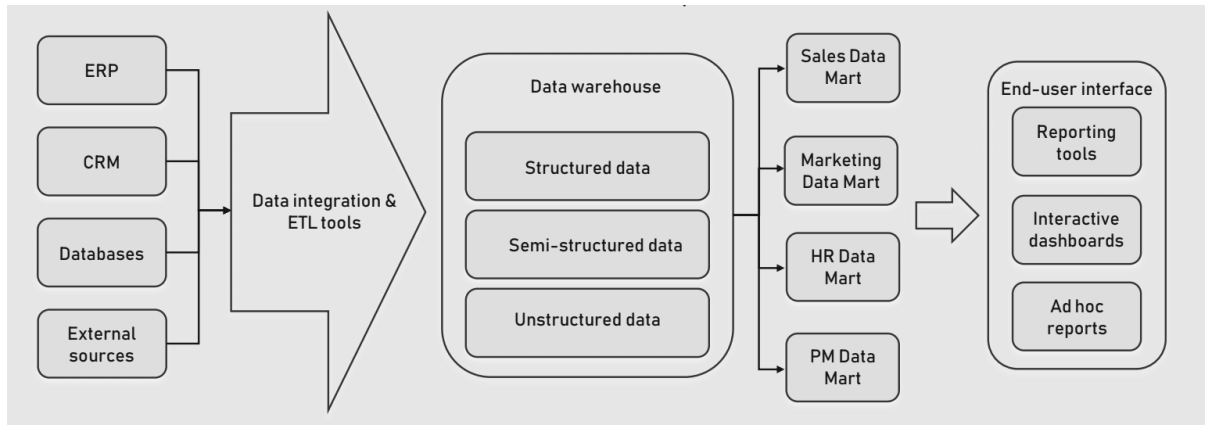 ERP
CRM
Databases
External
sources
Data integration &
ETL tools
Data warehouse
Structured data
Semi-structured data
Unstructured data
Sales Data
Mart
Marketing
Data Mart
HR Data
Mart
PM Data
Mart
End-user interface
Reporting
tools
Interactive
dashboards
Ad hoc
reports